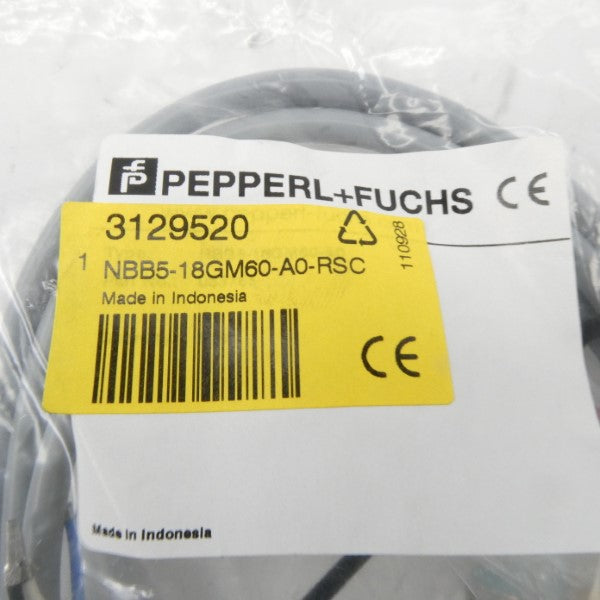 PEPPERL+FUCHS CE
3129520
110928
1 NBB5-18GM60-A0-RSC
Made in Indonesia
CE
Made in Indonesia